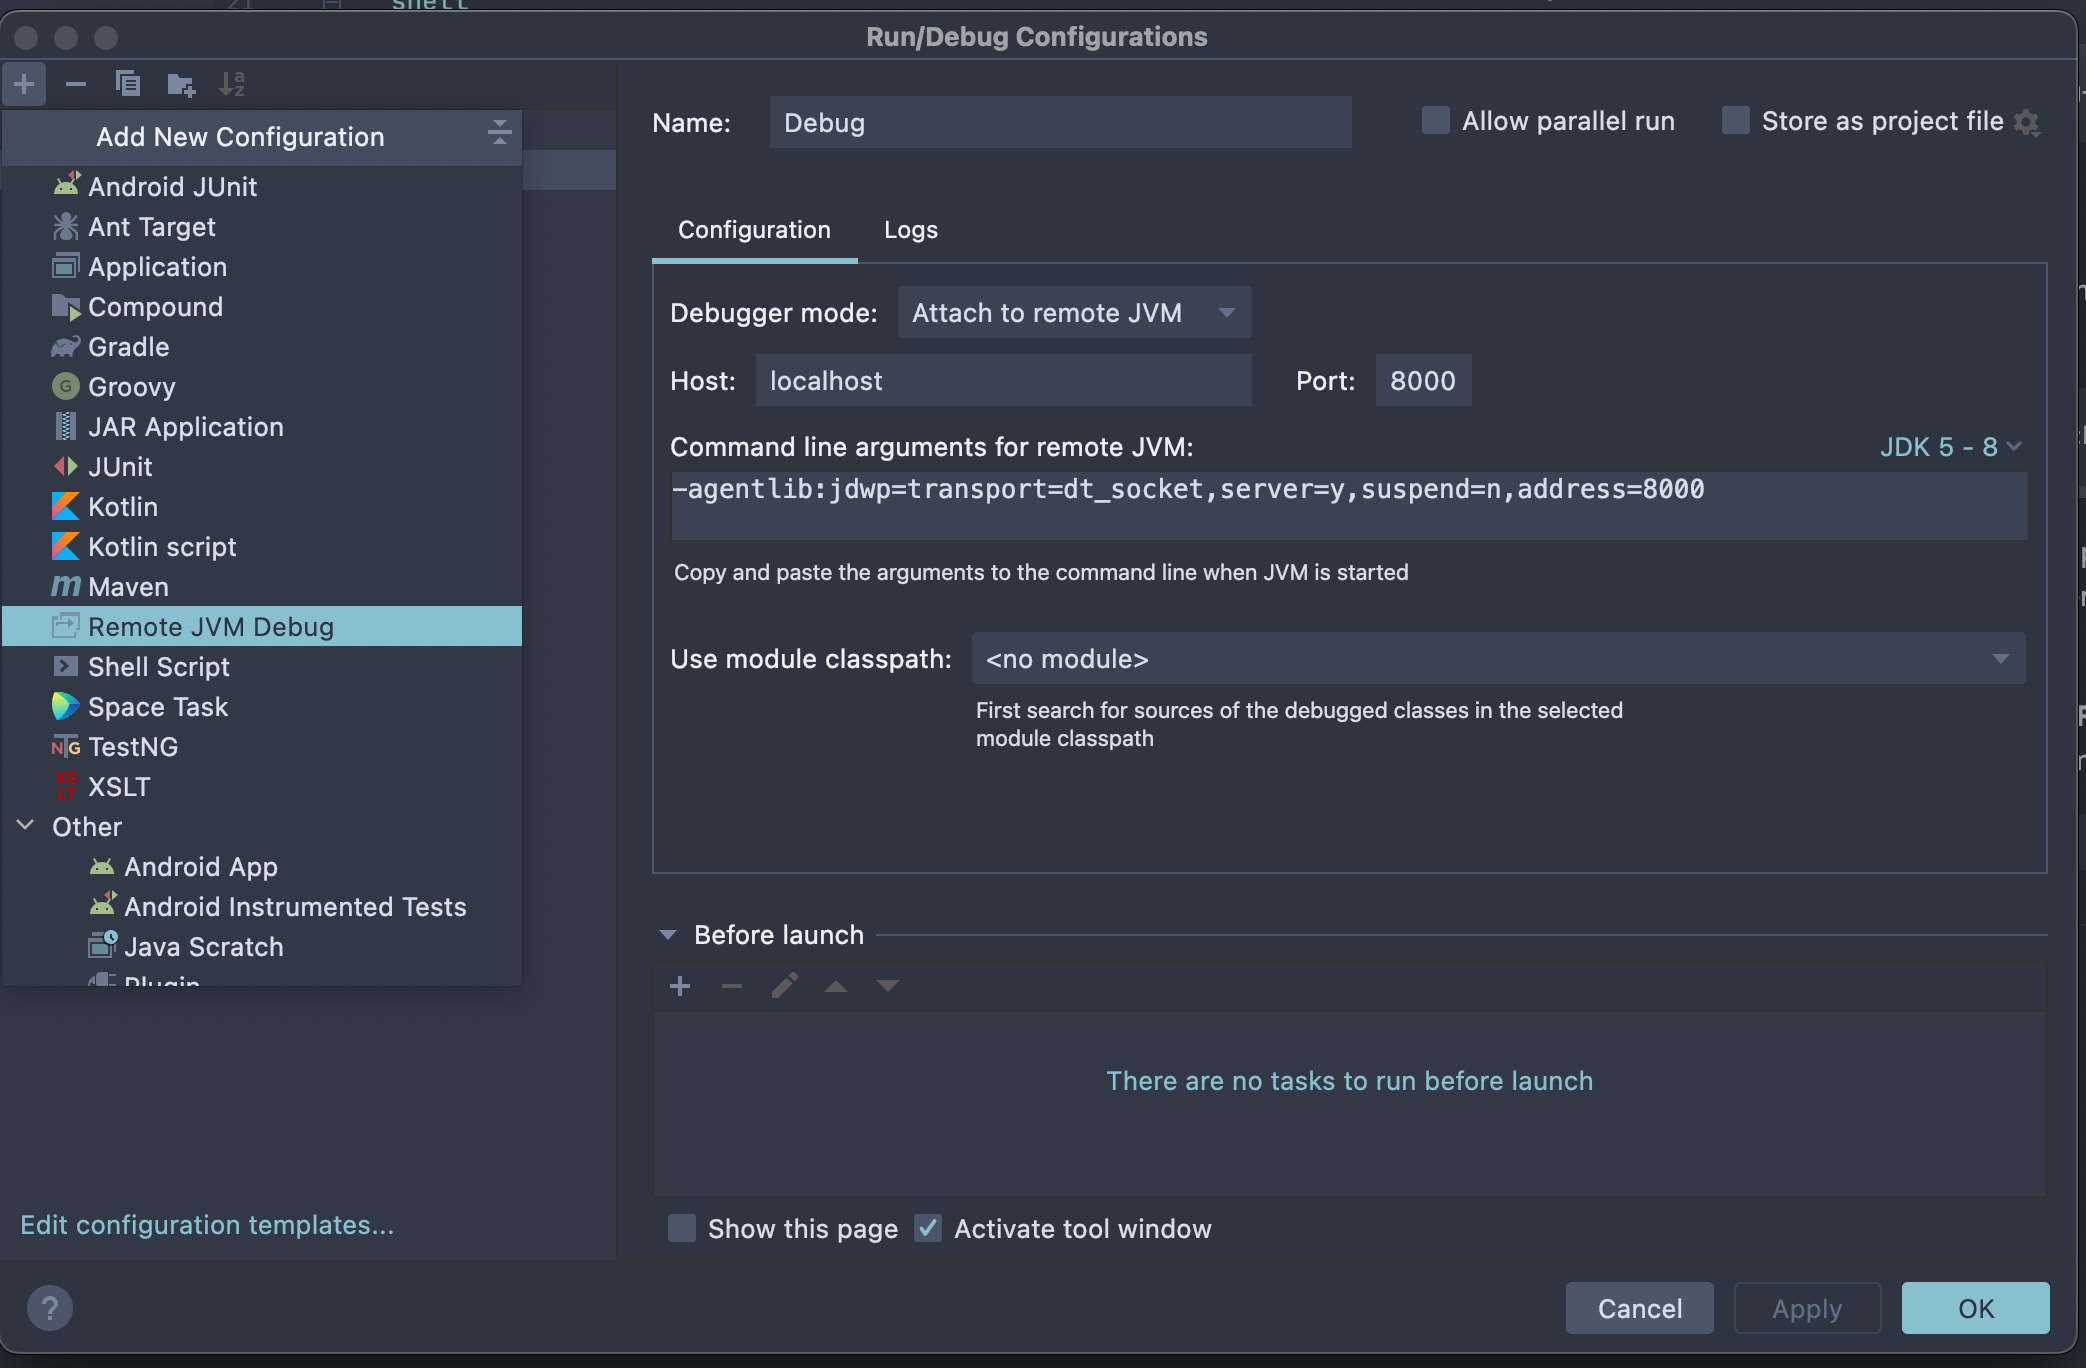 21 shell
Run/Debug Configurations
Add New Configuration
Android JUnit
Ant Target
Application
Compound
Gradle
Groovy
JAR Application
JUnit
Kotlin
Kotlin script
Maven
Remote JVM Debug
Shell Script
Space Task
TestNG
XSLT
Other
Android App
Android Instrumented Tests
Java Scratch
Plugin
Edit configuration templates...
Name: Debug
Allow parallel run
Store as project file
Configuration Logs
Debugger mode: Attach to remote JVM
Host: localhost Port: 8000
Command line arguments for remote JVM: JDK 5 - 8
-agentlib:jdwp=transport=dt_socket,server=y,suspend=n,address=8000
Copy and paste the arguments to the command line when JVM is started
Use module classpath: <no module>
First search for sources of the debugged classes in the selected
module classpath
Before launch
There are no tasks to run before launch
Show this page Activate tool window
? Cancel Apply OK